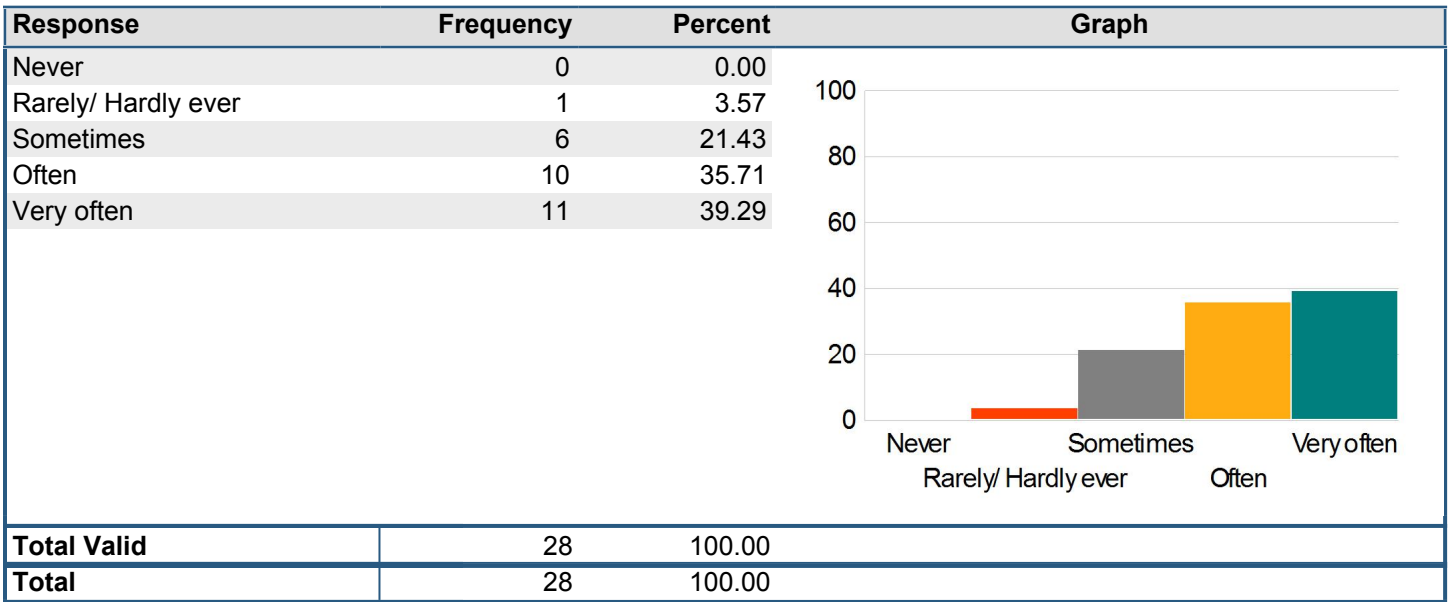 Response Frequency Percent Graph
Never 0 0.00
Rarely/ Hardly ever 1 3.57
Sometimes 6 21.43
Often 10 35.71
Very often 11 39.29
100
80
60
40
20
0
Never Sometimes Very often
Rarely/ Hardly ever Often
Total Valid 28 100.00
Total 28 100.00